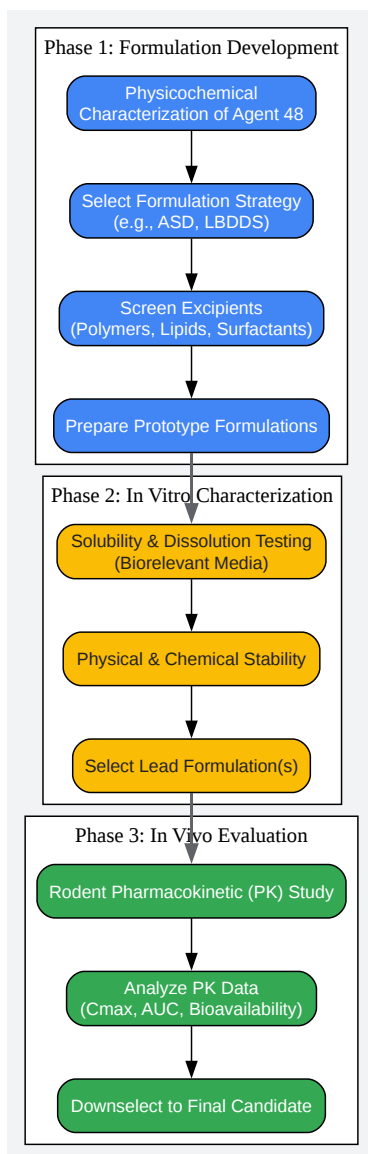 Phase 1: Formulation Development
Physicochemical
Characterization of Agent 48
Select Formulation Strategy
(e.g., ASD, LBDDS)
Screen Excipients
(Polymers, Lipids, Surfactants)
Prepare Prototype Formulations
Phase 2: In Vitro Characterization
Solubility & Dissolution Testing
(Biorelevant Media)
Physical & Chemical Stability
Select Lead Formulation(s)
Phase 3: In Vivo Evaluation
Rodent Pharmacokinetic (PK) Study
Analyze PK Data
(Cmax, AUC, Bioavailability)
Downselect to Final Candidate